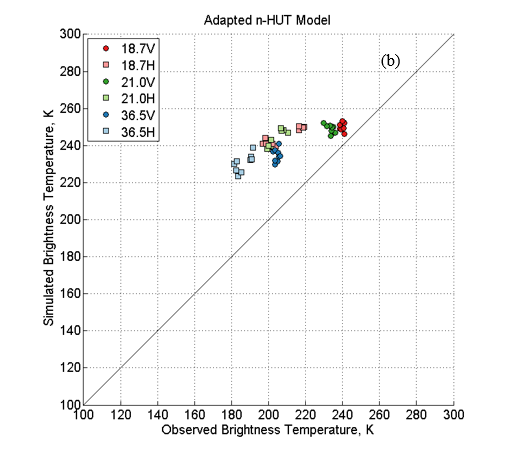 Adapted n-HUT Model
300
280
260
240
220
200
180
160
140
120
100
Simulated Brightness Temperature, K
18.7V
18.7H
21.0V
21.0H
36.5V
36.5H
(b)
100 120 140 160 180 200 220 240 260 280 300
Observed Brightness Temperature, K